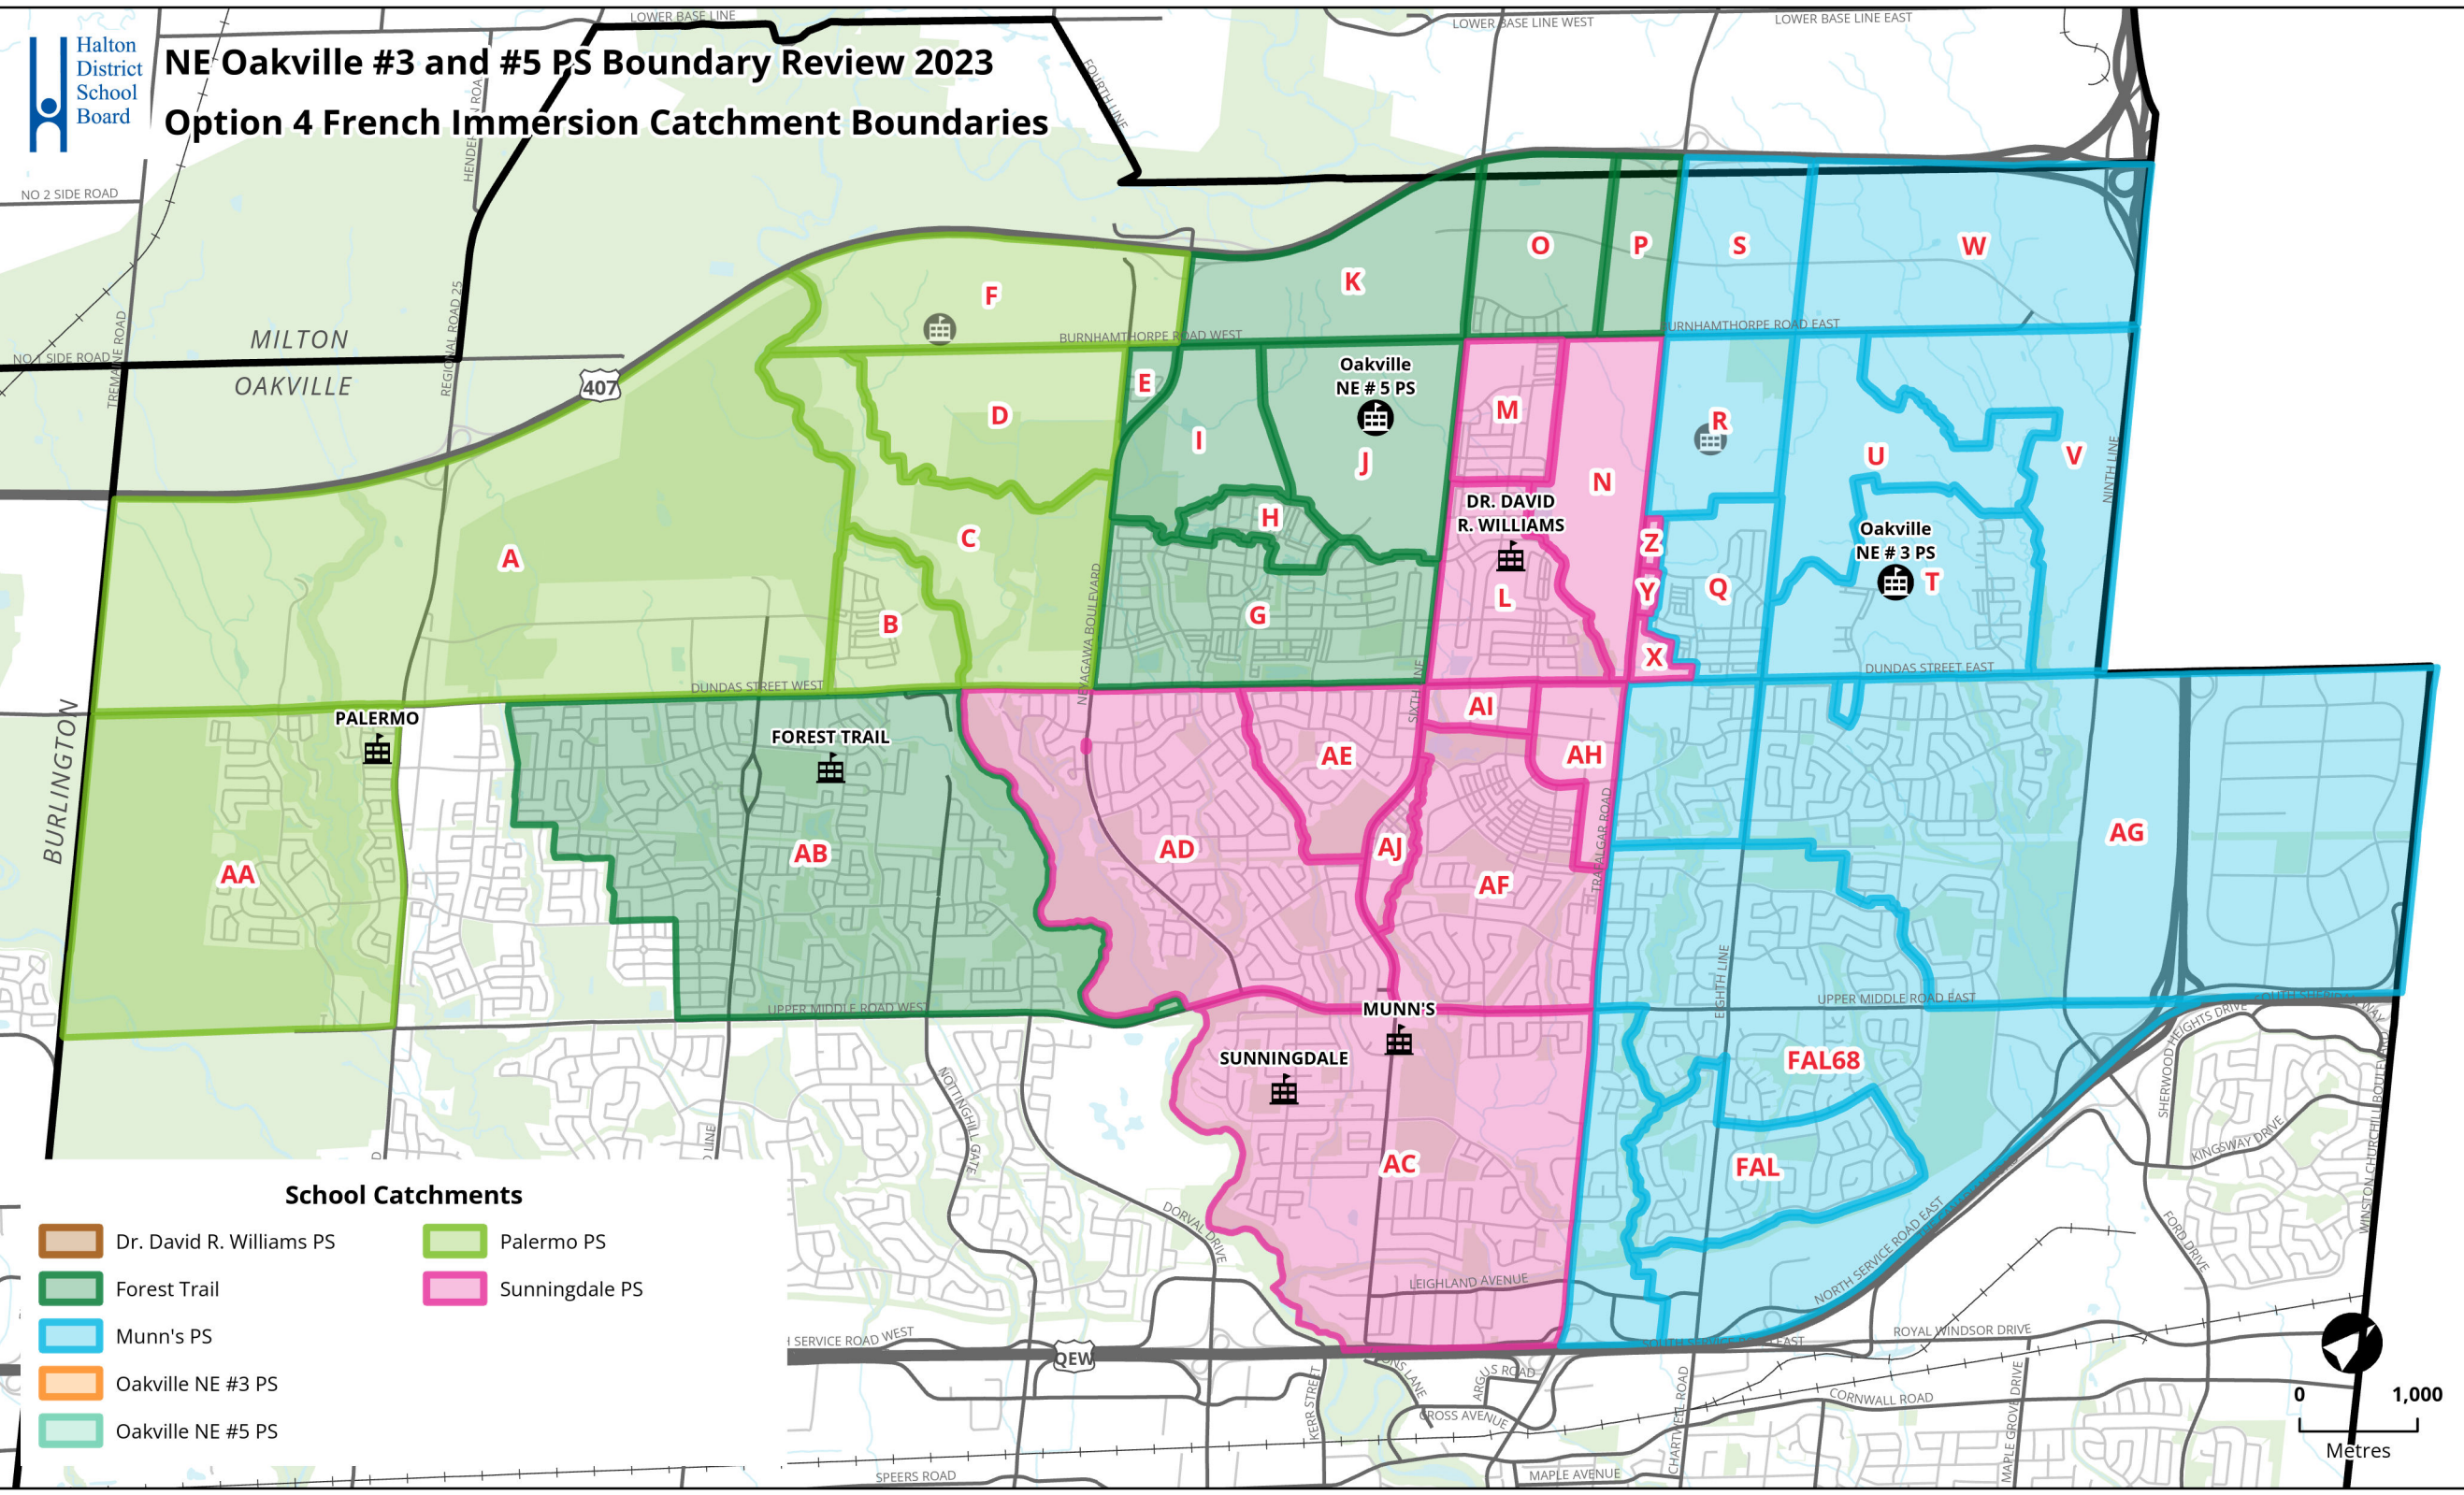 Halton
District
School
Board
NE Oakville #3 and #5 PS Boundary Review 2023
Option 4 French Immersion Catchment Boundaries
LOWER BASE LINE
LOWER BASE LINE WEST
LOWER BASE LINE EAST
FOURTH LINE
NO 2 SIDE ROAD
NO 1 SIDE ROAD
TREMAINE ROAD
REGIONAL ROAD 25
MILTON
OAKVILLE
407
BURNHAMTHORPE ROAD WEST
URNHAMTHORPE ROAD EAST
F
K
O
P
S
W
E
D
I
Oakville
NE # 5 PS
J
M
N
R
U
V
NINTH LINE
A
C
B
H
G
DR. DAVID
R. WILLIAMS
L
Z
Y
X
Q
Oakville
NE # 3 PS
T
NEYAGAWA BOULEVARD
SIXTH LINE
DUNDAS STREET WEST
DUNDAS STREET EAST
BURLINGTON
PALERMO
FOREST TRAIL
AA
AB
AD
AE
AI
AH
AJ
AF
AG
TRAFALGAR ROAD
EIGHTH LINE
UPPER MIDDLE ROAD WEST
UPPER MIDDLE ROAD EAST
MUNN'S
SUNNINGDALE
AC
FAL68
FAL
SHERWOOD HEIGHTS DRIVE
KINGSWAY DRIVE
WINSTON CHURCHILL BOULEVARD
FORD DRIVE
NOTTINGHILL GATE
DORVAL DRIVE
LEIGHLAND AVENUE
NORTH SERVICE ROAD EAST
SOUTH SERVICE ROAD EAST
ROYAL WINDSOR DRIVE
H SERVICE ROAD WEST
QEW
KERR STREET
CROSS AVENUE
CHARTWELL ROAD
CORNWALL ROAD
MAPLE GROVE DRIVE
MAPLE AVENUE
SPEERS ROAD
School Catchments
Dr. David R. Williams PS
Forest Trail
Munn's PS
Oakville NE #3 PS
Oakville NE #5 PS
Palermo PS
Sunningdale PS
0 1,000
Metres